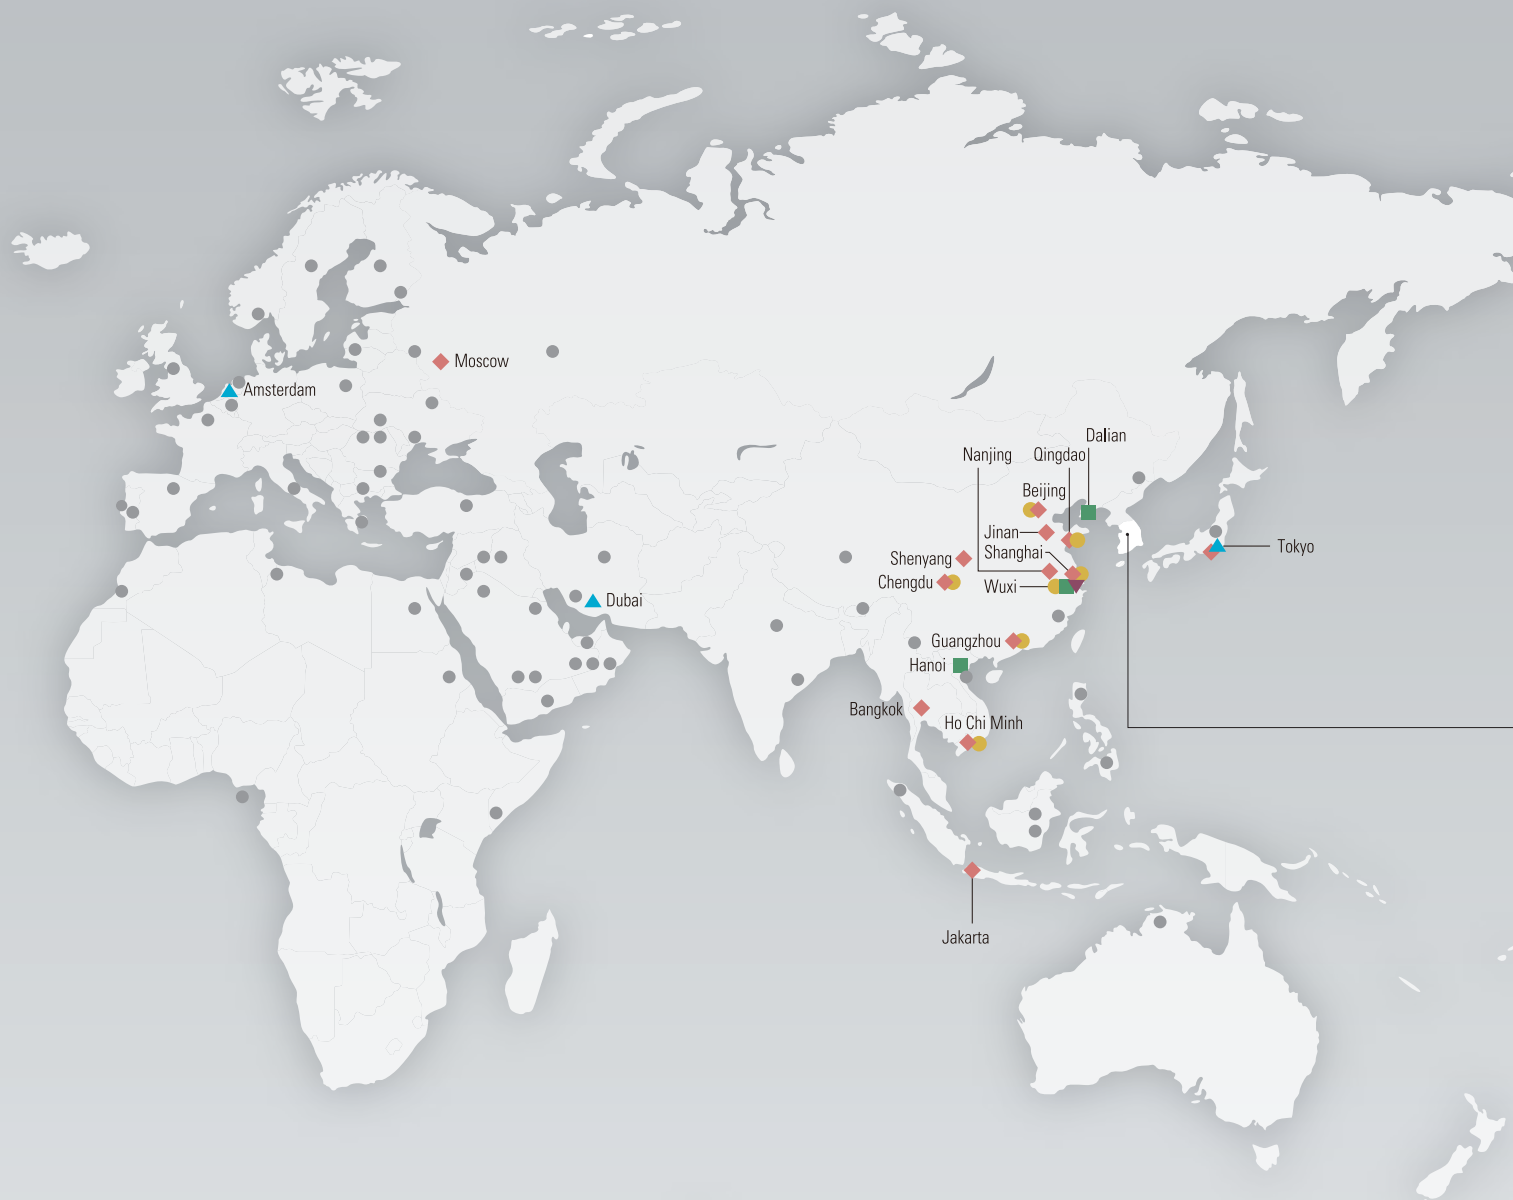 Moscow
Amsterdam
Dalian
Nanjing
Qingdao
Beijing
Jinan
Shanghai
Shenyang
Chengdu
Wuxi
Tokyo
Dubai
Guangzhou
Hanoi
Bangkok
Ho Chi Minh
Jakarta